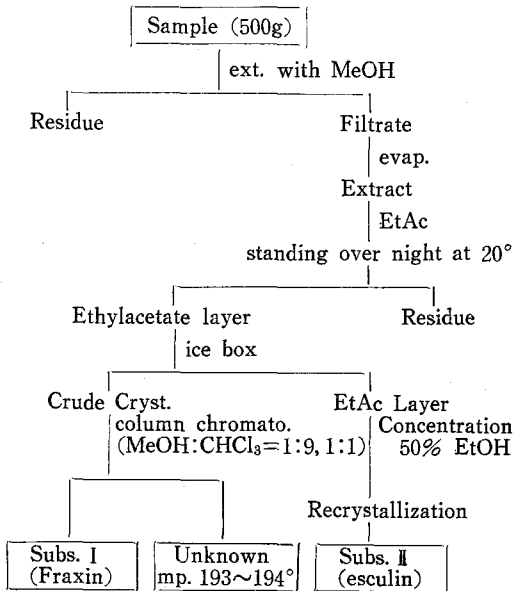 Sample (500g)
ext. with MeOH
Residue
Filtrate
evap.
Extract
EtAc
standing over night at 20°
Ethylacetate layer
Residue
ice box
Crude Cryst.
EtAc Layer
column chromato.
(MeOH:CHCl₃=1:9, 1:1)
Concentration
50% EtOH
Recrystallization
Subs. Ⅰ
(Fraxin)
Unknown
mp. 193~194°
Subs. Ⅱ
(esculin)